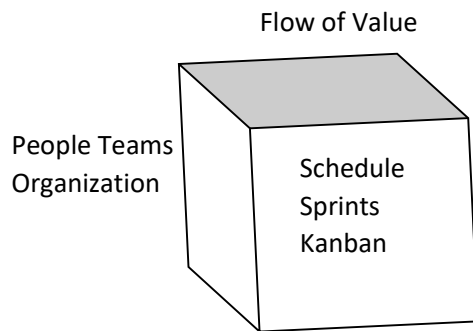 Flow of Value
People Teams
Organization
Schedule
Sprints
Kanban